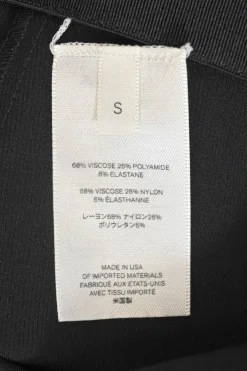 S
68% VISCOSE 26% POLYAMIDE
6% ELASTANE
68% VISCOSE 26% NYLON
6% ÉLASTHANNE
レーヨン68% ナイロン26%
ポリウレタン6%
MADE IN USA
OF IMPORTED MATERIALS
FABRIQUÉ AUX ÉTATS-UNIS
AVEC TISSU IMPORTÉ
米国製